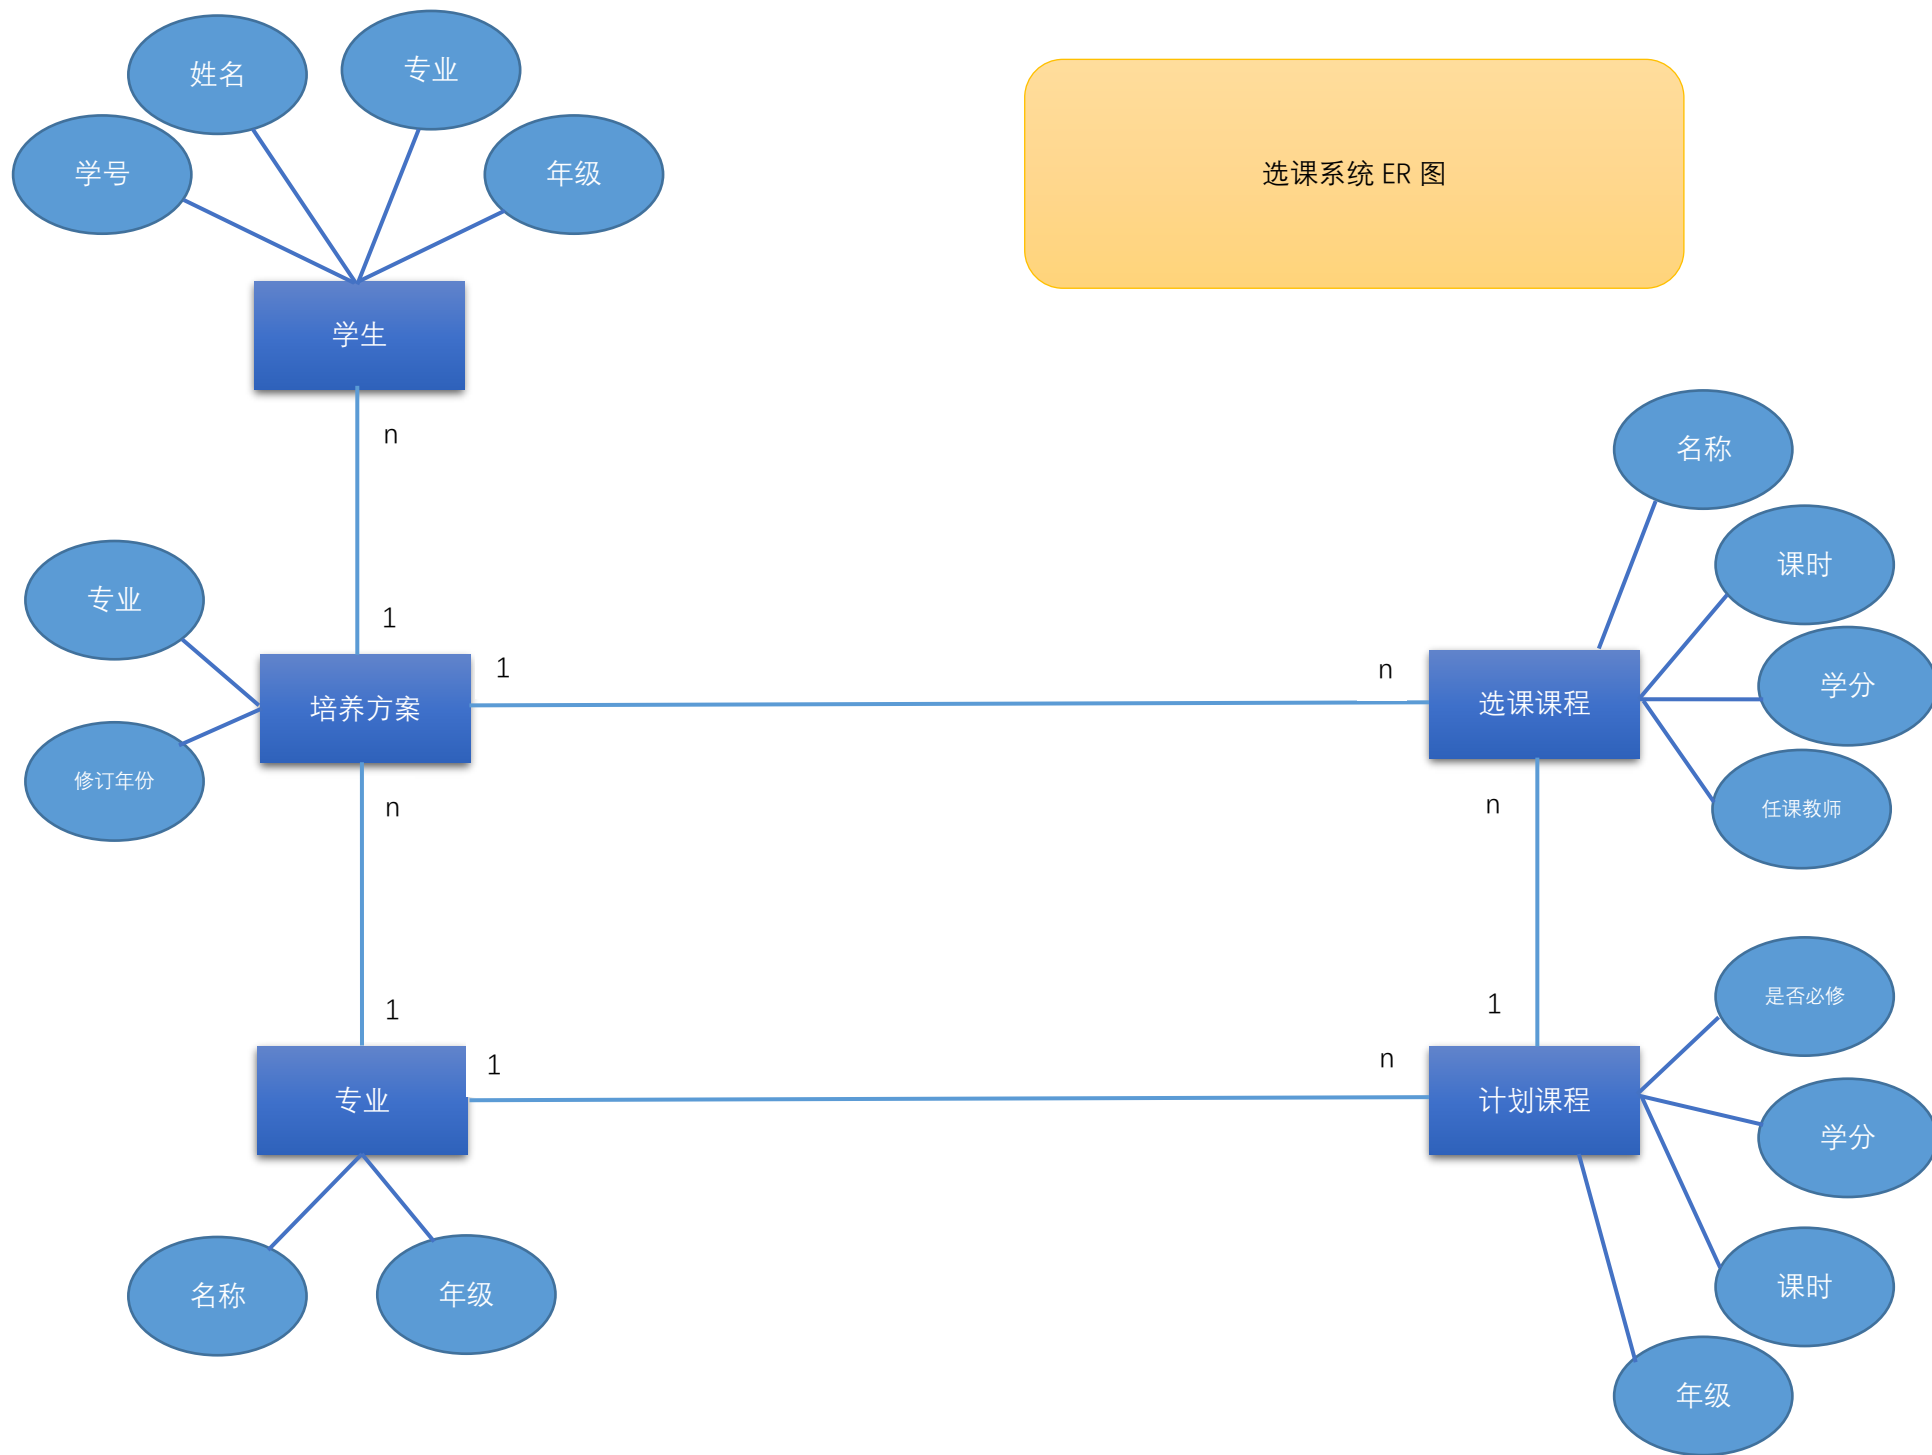 姓名
专业
学号
年级
选课系统 ER 图
学生
n
名称
课时
专业
1
1
n
学分
培养方案
选课课程
修订年份
n
n
任课教师
是否必修
1
1
1
n
专业
计划课程
学分
名称
年级
课时
年级